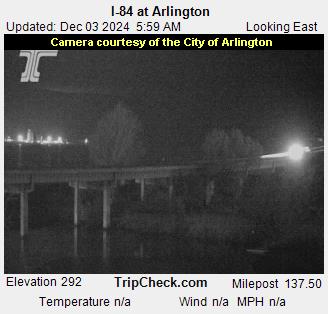 I-84 at Arlington
Updated: Dec 03 2024 5:59 AM Looking East
Camera courtesy of the City of Arlington
Elevation 292 TripCheck.com Milepost 137.50
Temperature n/a Wind n/a MPH n/a